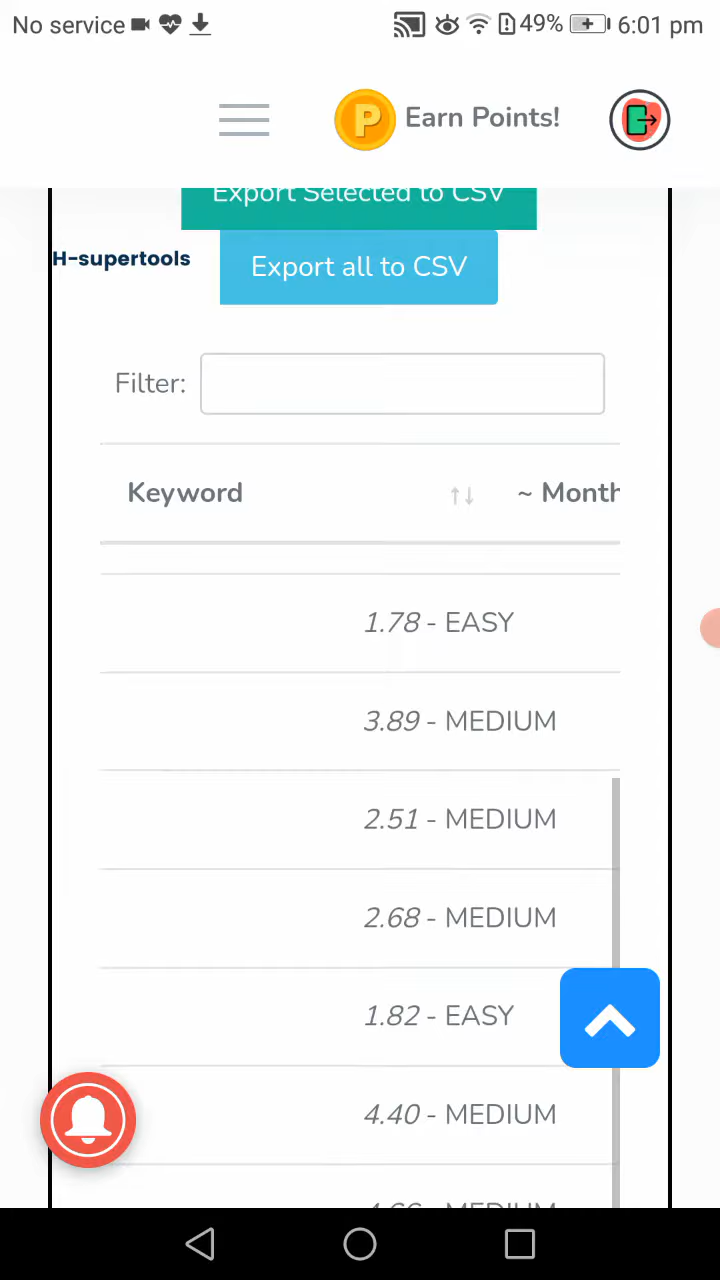 No service 49% 6:01 pm
P Earn Points!
Export Selected to CSV
H-supertools
Export all to CSV
Filter:
Keyword ~ Month
1.78 - EASY
3.89 - MEDIUM
2.51 - MEDIUM
2.68 - MEDIUM
1.82 - EASY
4.40 - MEDIUM